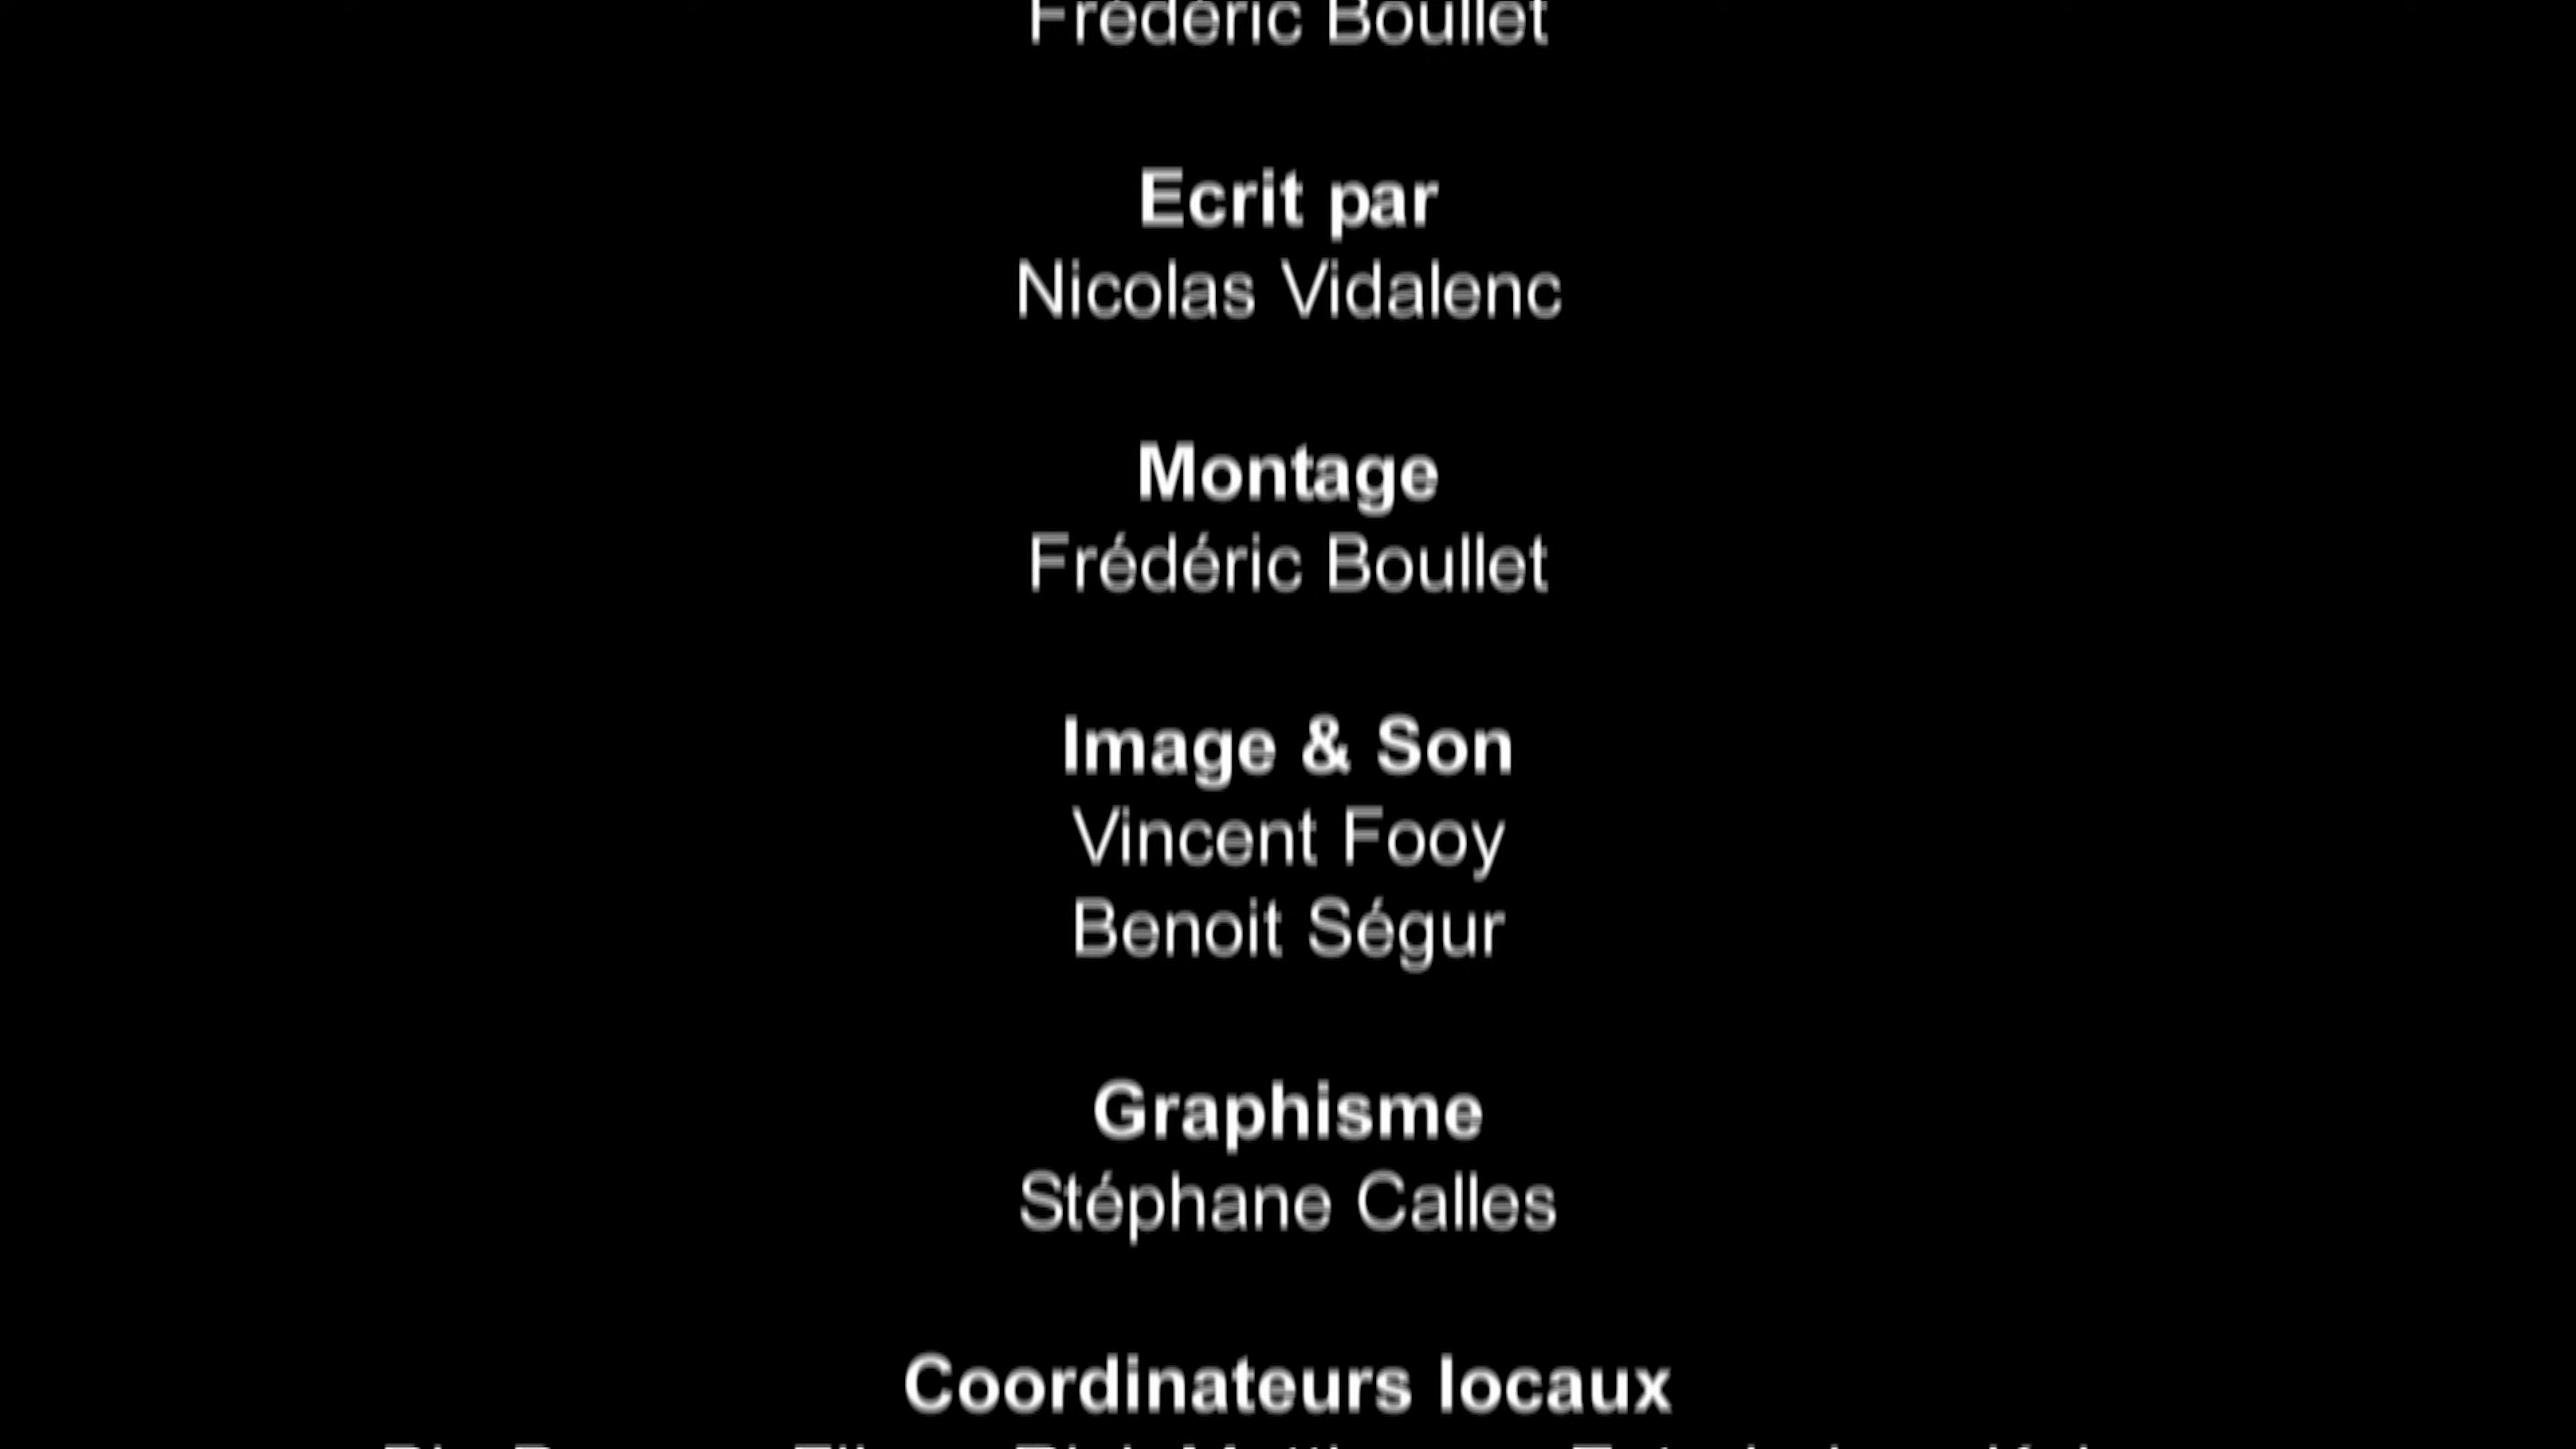 Frédéric Boullet
Ecrit par
Nicolas Vidalenc
Montage
Frédéric Boullet
Image & Son
Vincent Fooy
Benoit Ségur
Graphisme
Stéphane Calles
Coordinateurs locaux